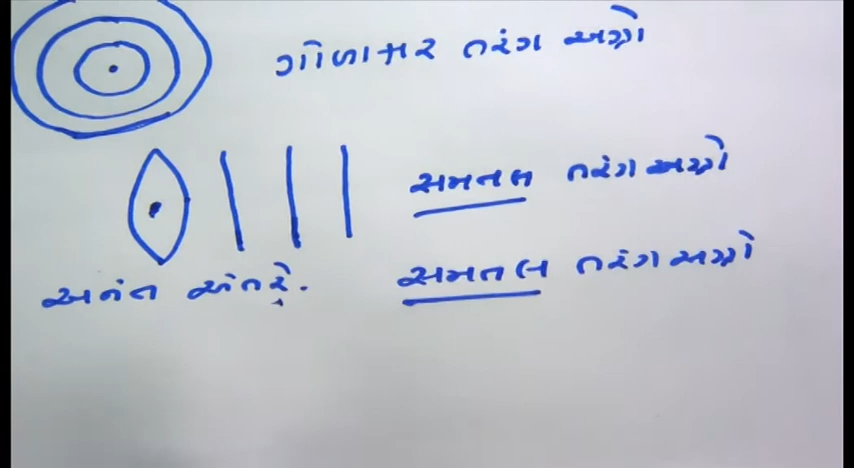 ગોળાકાર તરંગ અગ્રો
સમતલ તરંગ અગ્રો
અનંત અંતરે.
સમતલ તરંગ અગ્રો